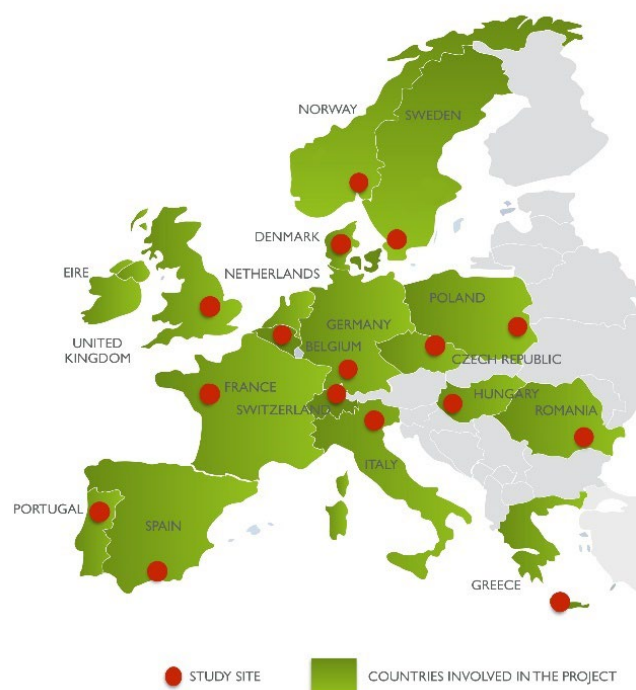 NORWAY
SWEDEN
DENMARK
EIRE
NETHERLANDS
POLAND
UNITED
KINGDOM
GERMANY
BELGIUM
CZECH REPUBLIC
FRANCE
SWITZERLAND
HUNGARY
ROMANIA
ITALY
PORTUGAL
SPAIN
GREECE
STUDY SITE
COUNTRIES INVOLVED IN THE PROJECT